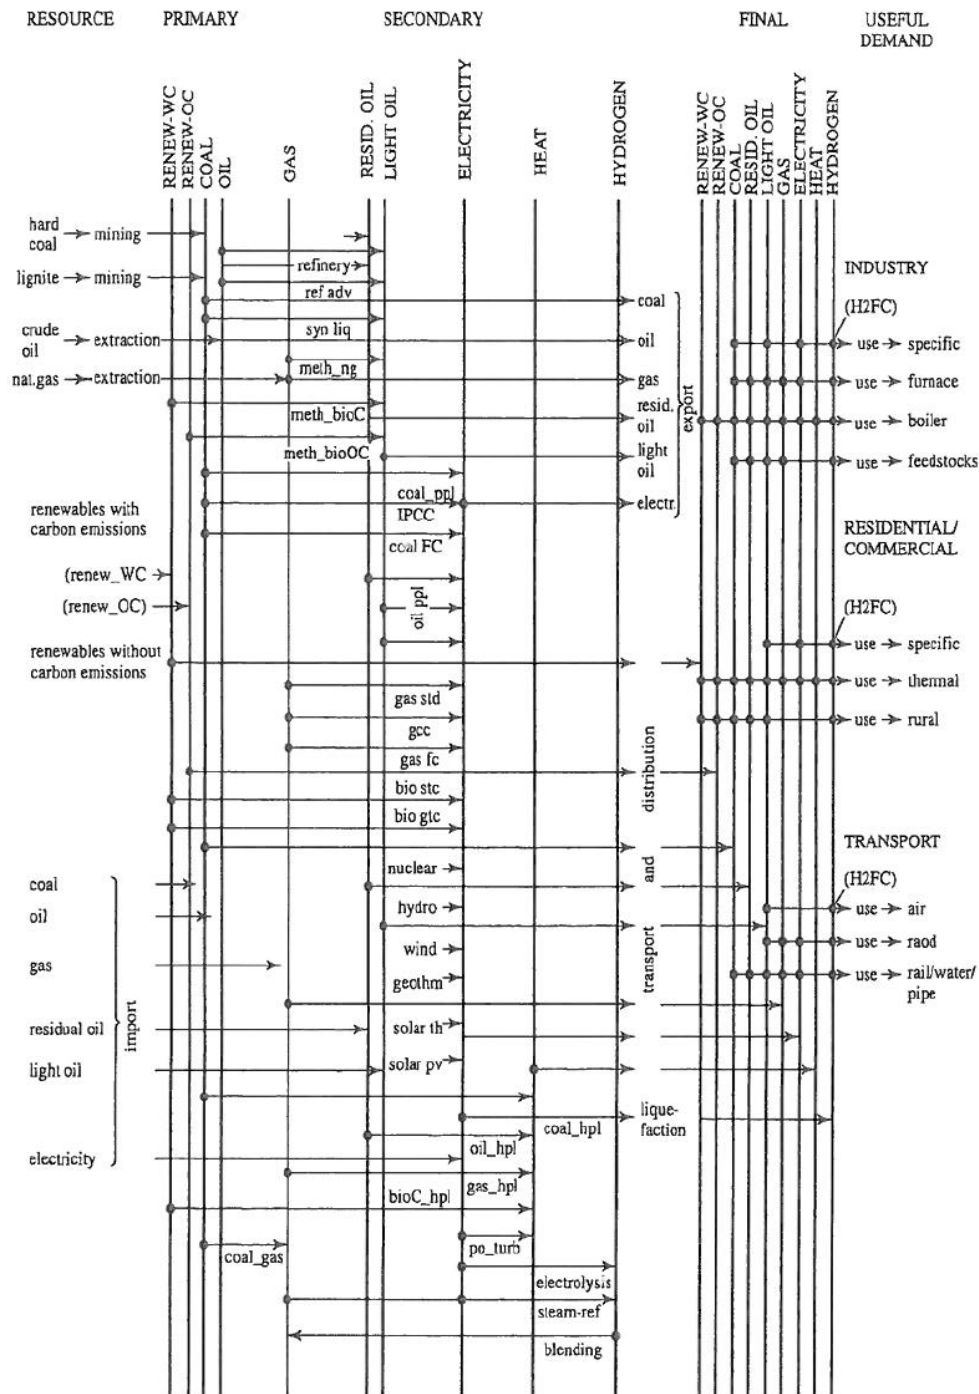 RESOURCE
PRIMARY
SECONDARY
FINAL
USEFUL
DEMAND
RENEW-WC
RENEW-OC
COAL
OIL
GAS
RESID. OIL
LIGHT OIL
ELECTRICITY
HEAT
HYDROGEN
RENEW-WC
RENEW-OC
COAL
RESID. OIL
LIGHT OIL
GAS
ELECTRICITY
HEAT
HYDROGEN
hard
coal
mining
refinery
lignite
mining
ref adv
coal
crude
oil
extraction
syn liq
oil
nat.gas
extraction
meth_ng
gas
meth_bioC
resid.
oil
meth_bioOC
light
oil
coal_ppl
IPCC
electr.
export
coal FC
renewables with
carbon emissions
(renew_WC
(renew_OC)
oil ppl
renewables without
carbon emissions
gas std
gcc
gas fc
bio stc
bio gtc
nuclear
hydro
wind
geothm
solar th
solar pv
transport and distribution
coal
oil
gas
residual oil
light oil
electricity
import
coal_hpl
lique-
faction
oil_hpl
gas_hpl
bioC_hpl
po_turb
coal_gas
electrolysis
steam-ref
blending
INDUSTRY
(H2FC)
use
specific
use
furnace
use
boiler
use
feedstocks
RESIDENTIAL/
COMMERCIAL
(H2FC)
use
specific
use
thermal
use
rural
TRANSPORT
(H2FC)
use
air
use
raod
use
rail/water/
pipe